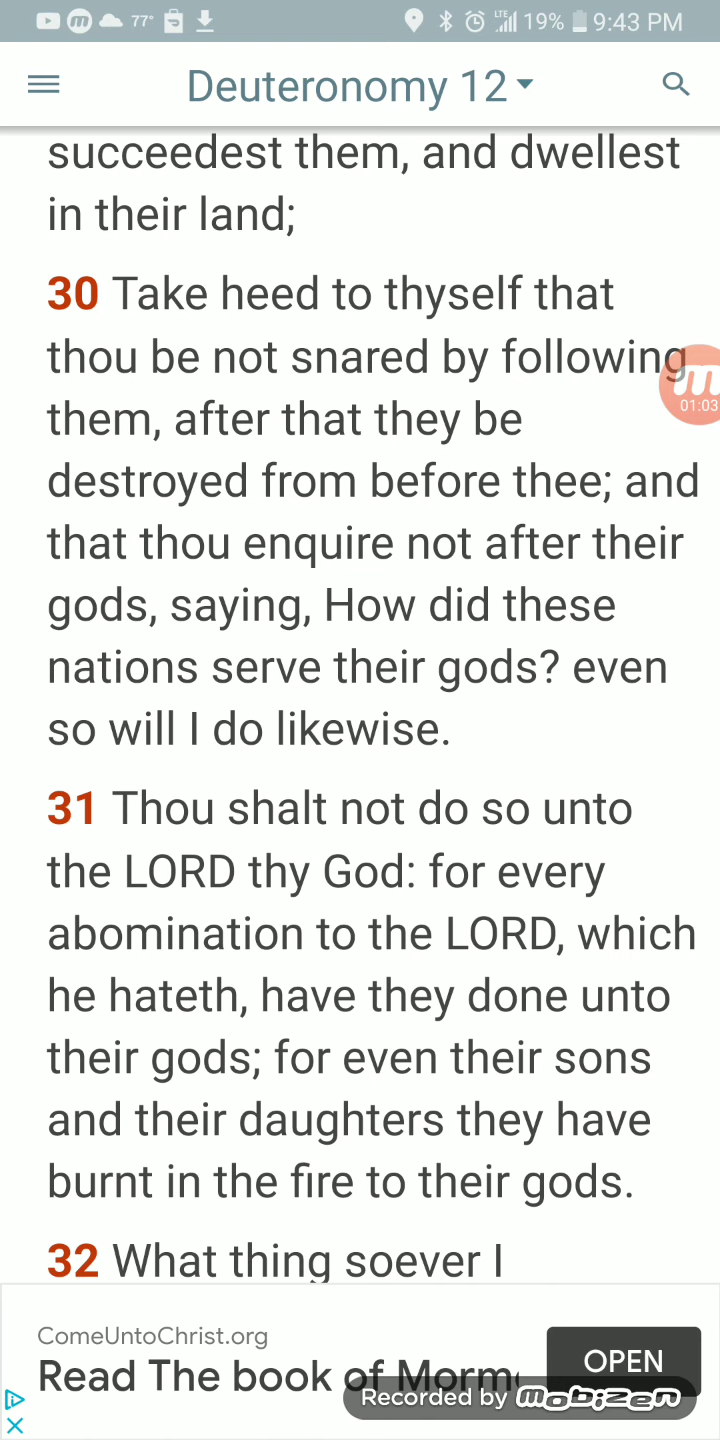 77° LTE 19% 9:43 PM
Deuteronomy 12
succeedest them, and dwellest
in their land;
30 Take heed to thyself that
thou be not snared by following
m
01:03
them, after that they be
destroyed from before thee; and
that thou enquire not after their
gods, saying, How did these
nations serve their gods? even
so will I do likewise.
31 Thou shalt not do so unto
the LORD thy God: for every
abomination to the LORD, which
he hateth, have they done unto
their gods; for even their sons
and their daughters they have
burnt in the fire to their gods.
32 What thing soever I
ComeUntoChrist.org
Read The book of Morm
OPEN
Recorded by mobizen